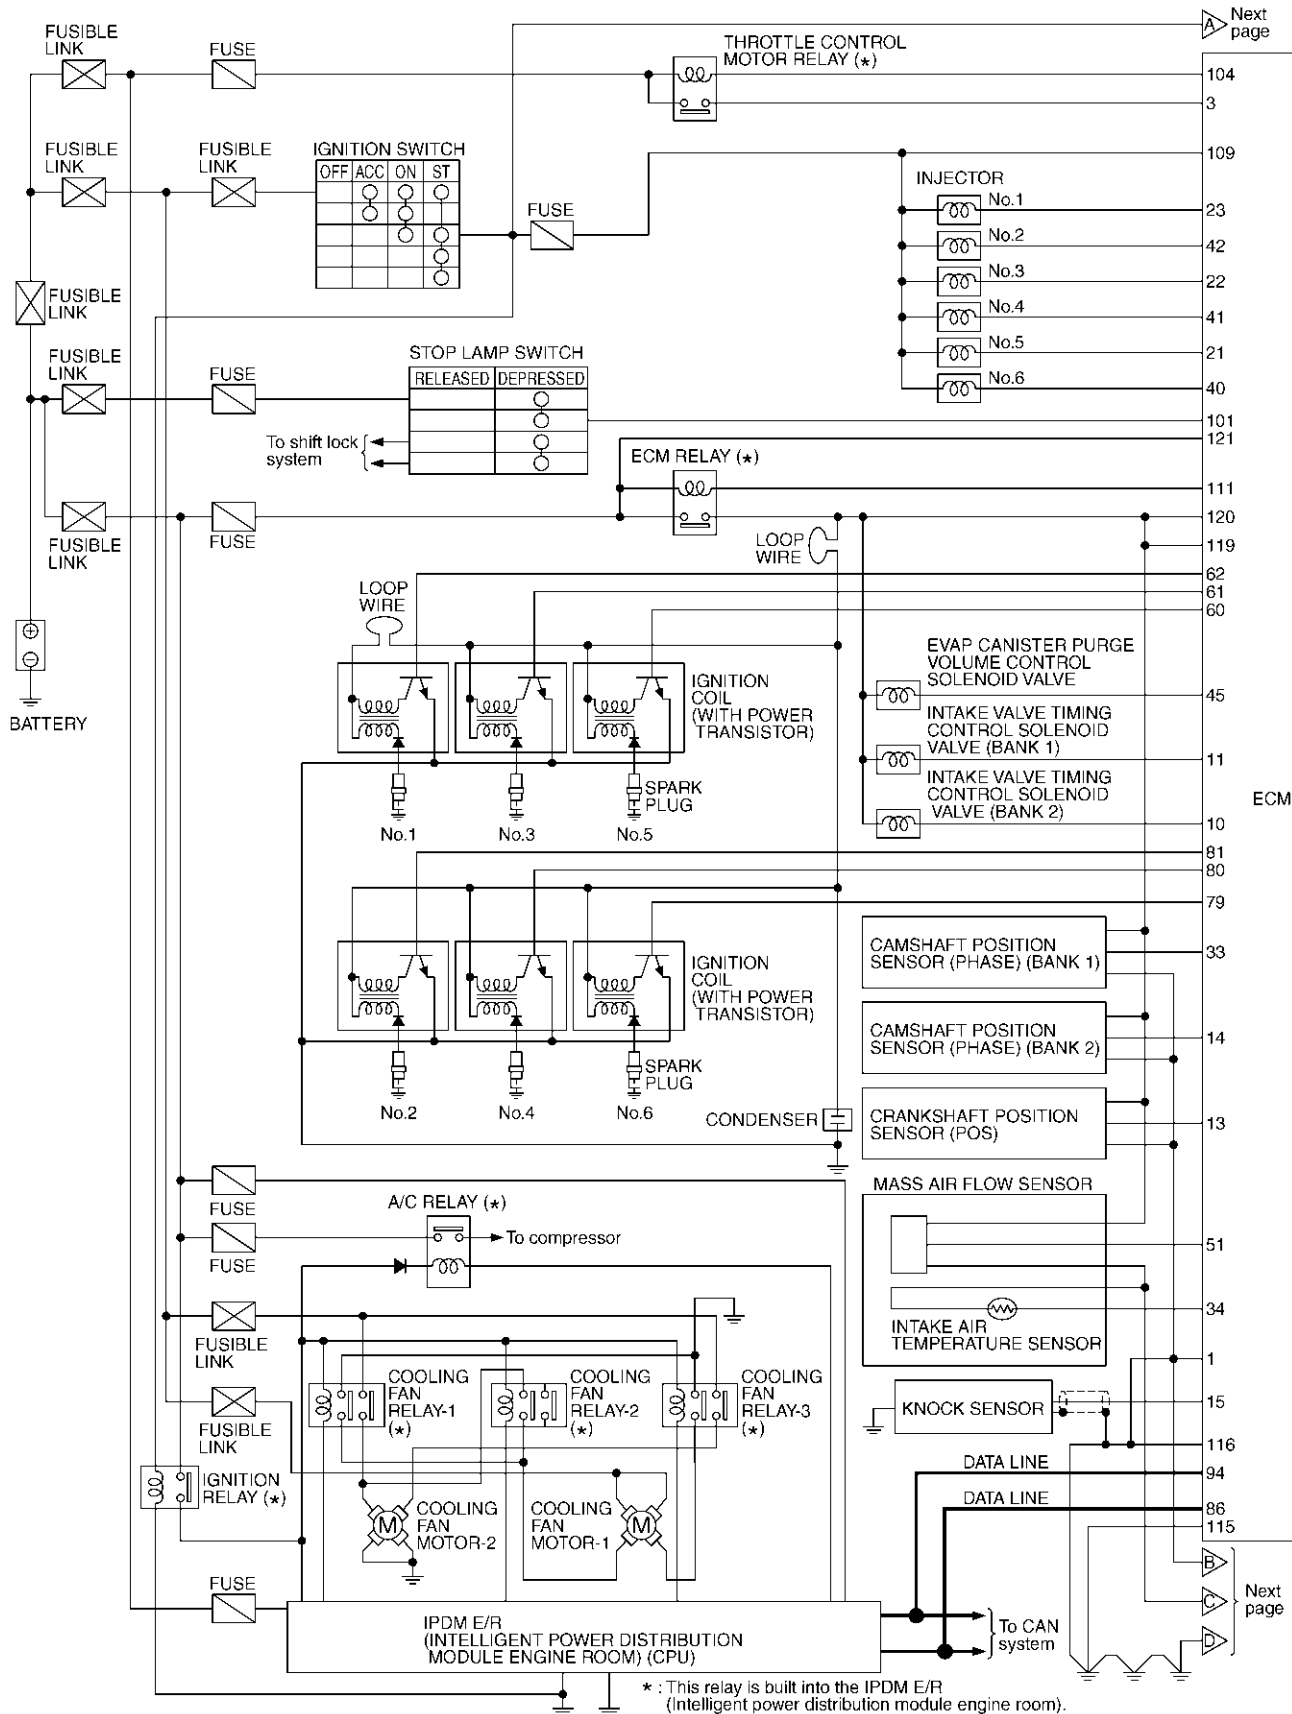 A
Next
page
FUSIBLE
LINK
FUSE
THROTTLE CONTROL
MOTOR RELAY (*)
104
3
FUSIBLE
LINK
FUSIBLE
LINK
IGNITION SWITCH
OFF ACC ON ST
FUSE
109
INJECTOR
No.1
23
No.2
42
No.3
22
No.4
41
No.5
21
No.6
40
FUSIBLE
LINK
FUSIBLE
LINK
FUSE
STOP LAMP SWITCH
RELEASED DEPRESSED
101
121
To shift lock
system
ECM RELAY (*)
111
120
119
FUSIBLE
LINK
FUSE
LOOP
WIRE
62
61
60
LOOP
WIRE
BATTERY
IGNITION
COIL
(WITH POWER
TRANSISTOR)
EVAP CANISTER PURGE
VOLUME CONTROL
SOLENOID VALVE
45
INTAKE VALVE TIMING
CONTROL SOLENOID
VALVE (BANK 1)
11
INTAKE VALVE TIMING
CONTROL SOLENOID
VALVE (BANK 2)
10
ECM
SPARK
PLUG
No.1
No.3
No.5
81
80
79
IGNITION
COIL
(WITH POWER
TRANSISTOR)
CAMSHAFT POSITION
SENSOR (PHASE) (BANK 1)
33
CAMSHAFT POSITION
SENSOR (PHASE) (BANK 2)
14
SPARK
PLUG
No.2
No.4
No.6
CONDENSER
CRANKSHAFT POSITION
SENSOR (POS)
13
MASS AIR FLOW SENSOR
51
34
INTAKE AIR
TEMPERATURE SENSOR
1
FUSE
A/C RELAY (*)
To compressor
FUSE
FUSIBLE
LINK
COOLING
FAN
RELAY-1
(*)
COOLING
FAN
RELAY-2
(*)
COOLING
FAN
RELAY-3
(*)
KNOCK SENSOR
15
116
FUSIBLE
LINK
DATA LINE
94
DATA LINE
86
115
IGNITION
RELAY (*)
M
COOLING
FAN
MOTOR-2
COOLING
FAN
MOTOR-1
M
B
C
D
Next
page
FUSE
IPDM E/R
(INTELLIGENT POWER DISTRIBUTION
MODULE ENGINE ROOM) (CPU)
To CAN
system
* : This relay is built into the IPDM E/R
(Intelligent power distribution module engine room).